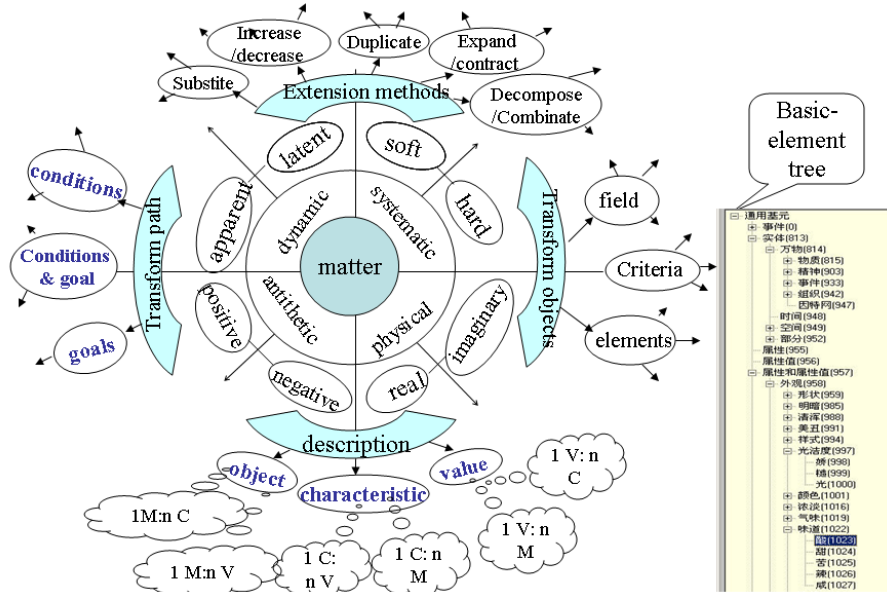 Increase
/decrease
Duplicate
Expand
/contract
Substite
Decompose
/Combinate
Extension methods
latent
soft
conditions
apparent
dynamic
systematic
hard
Conditions
& goal
goals
Transform path
matter
Transform objects
field
Criteria
elements
positive
antithetic
physical
imaginary
negative
real
description
object
characteristic
value
1M:n C
1 M:n V
1 C:
n V
1 C: n
M
1 V: n
M
1 V: n
C
Basic-
element
tree
通用基元
事件(0)
实体(813)
万物(814)
物质(815)
精神(903)
事件(933)
组织(942)
因特网(947)
时间(948)
空间(949)
部分(952)
属性(955)
属性值(956)
属性和属性值(957)
外观(958)
形状(959)
明暗(985)
清浑(988)
美丑(991)
样式(994)
光洁度(997)
娇(998)
糙(999)
光(1000)
颜色(1001)
浓淡(1016)
气味(1019)
味道(1022)
酸(1023)
甜(1024)
苦(1025)
辣(1026)
咸(1027)